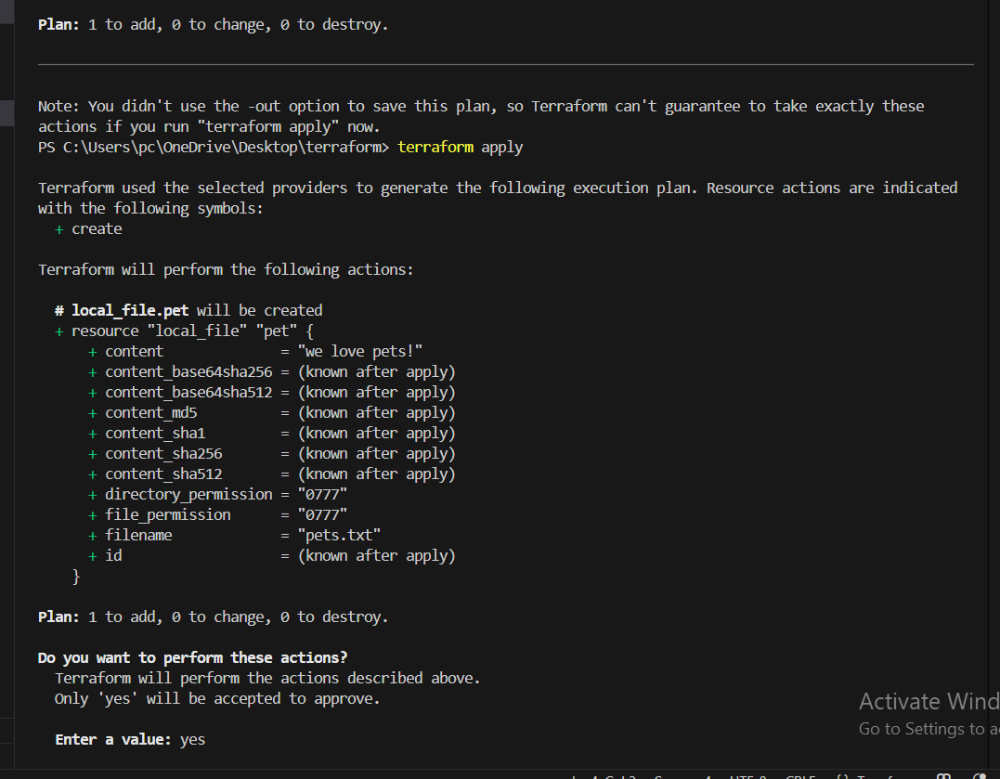 Plan: 1 to add, 0 to change, 0 to destroy.
Note: You didn't use the -out option to save this plan, so Terraform can't guarantee to take exactly these
actions if you run "terraform apply" now.
PS C:\Users\pc\OneDrive\Desktop\terraform> terraform apply
Terraform used the selected providers to generate the following execution plan. Resource actions are indicated
with the following symbols:
  + create
Terraform will perform the following actions:
  # local_file.pet will be created
  + resource "local_file" "pet" {
      + content              = "we love pets!"
      + content_base64sha256 = (known after apply)
      + content_base64sha512 = (known after apply)
      + content_md5          = (known after apply)
      + content_sha1         = (known after apply)
      + content_sha256       = (known after apply)
      + content_sha512       = (known after apply)
      + directory_permission = "0777"
      + file_permission      = "0777"
      + filename             = "pets.txt"
      + id                   = (known after apply)
    }
Plan: 1 to add, 0 to change, 0 to destroy.
Do you want to perform these actions?
  Terraform will perform the actions described above.
  Only 'yes' will be accepted to approve.
  Enter a value: yes
Activate Wind
Go to Settings to a